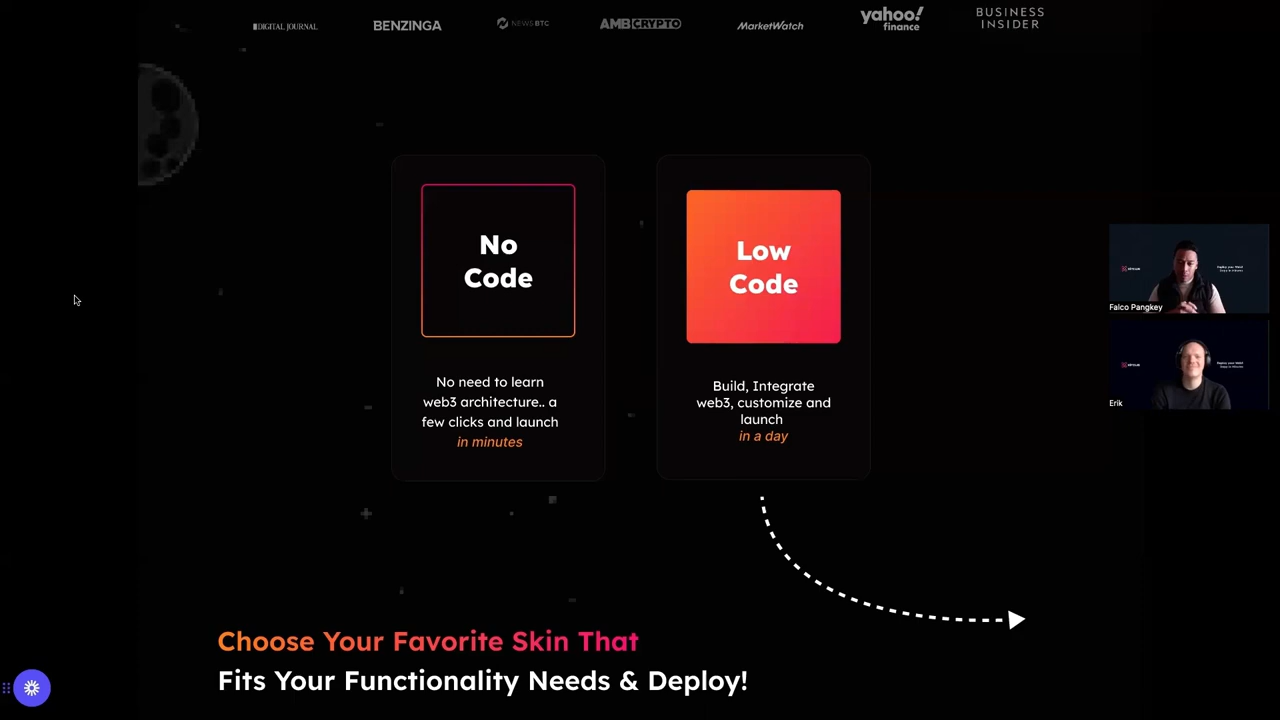 DIGITAL JOURNAL
BENZINGA
NEWS BTC
AMBCRYPTO
MarketWatch
yahoo!
finance
BUSINESS
INSIDER
No
Code
No need to learn
web3 architecture.. a
few clicks and launch
in minutes
Low
Code
Build, Integrate
web3, customize and
launch
in a day
Falco Pangkey
Erik
Choose Your Favorite Skin That
Fits Your Functionality Needs & Deploy!